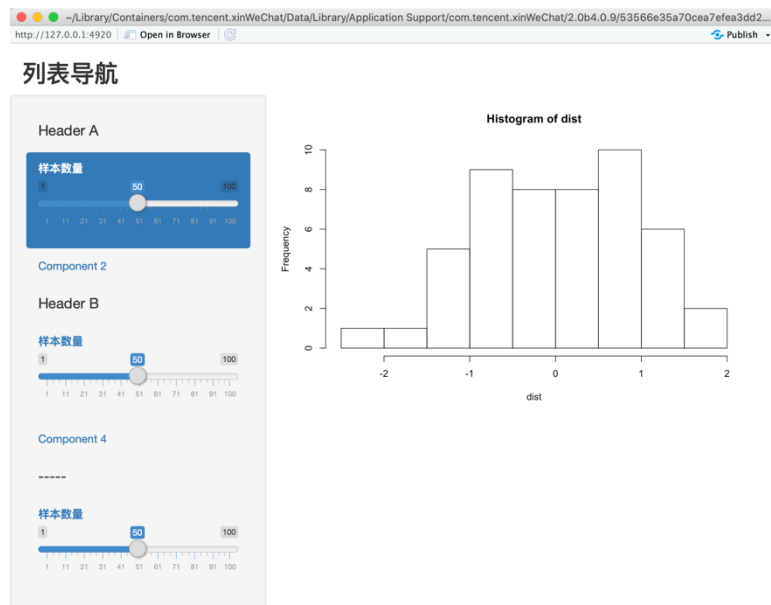 ~/Library/Containers/com.tencent.xinWeChat/Data/Library/Application Support/com.tencent.xinWeChat/2.0b4.0.9/53566e35a70cea7efea3dd2...
http://127.0.0.1:4920 Open in Browser Publish
列表导航
Header A
样本数量
1 50 100
1 11 21 31 41 51 61 71 81 91 100
Component 2
Header B
样本数量
1 50 100
1 11 21 31 41 51 61 71 81 91 100
Component 4
-----
样本数量
1 50 100
1 11 21 31 41 51 61 71 81 91 100
Histogram of dist
Frequency
10
8
6
4
2
0
-2 -1 0 1 2
dist